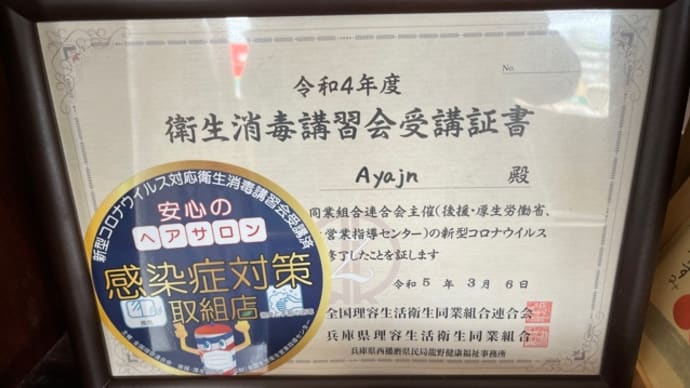 No.
令和4年度
衛生消毒講習会受講証書
Ayajn 殿
同業組合連合会主催(後援・厚生労働省、
営業指導センター)の新型コロナウイルス
修了したことを証します
令和 5 年 3 月 6 日
全国理容生活衛生同業組合連合会
兵庫県理容生活衛生同業組合
兵庫県西播磨県民局龍野健康福祉事務所
新型コロナウイルス対応衛生消毒講習会受講済
安心の
ヘアサロン
感染症対策
取組店